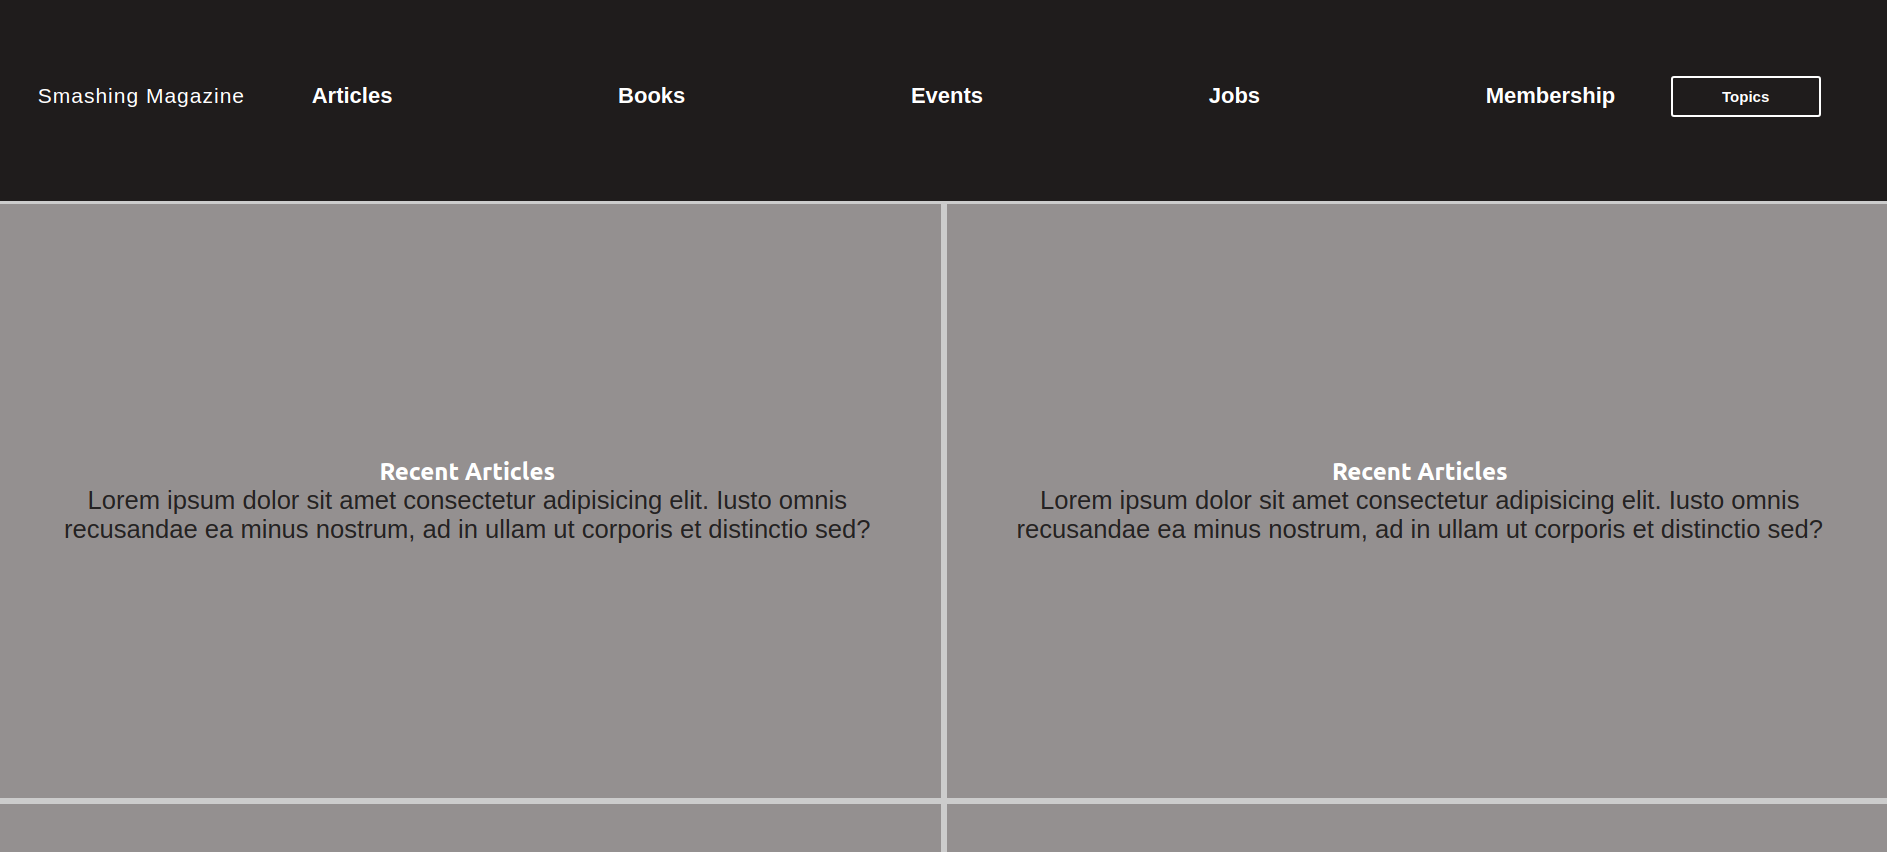 Smashing Magazine Articles Books Events Jobs Membership Topics
Recent Articles
Lorem ipsum dolor sit amet consectetur adipisicing elit. Iusto omnis
recusandae ea minus nostrum, ad in ullam ut corporis et distinctio sed?
Recent Articles
Lorem ipsum dolor sit amet consectetur adipisicing elit. Iusto omnis
recusandae ea minus nostrum, ad in ullam ut corporis et distinctio sed?